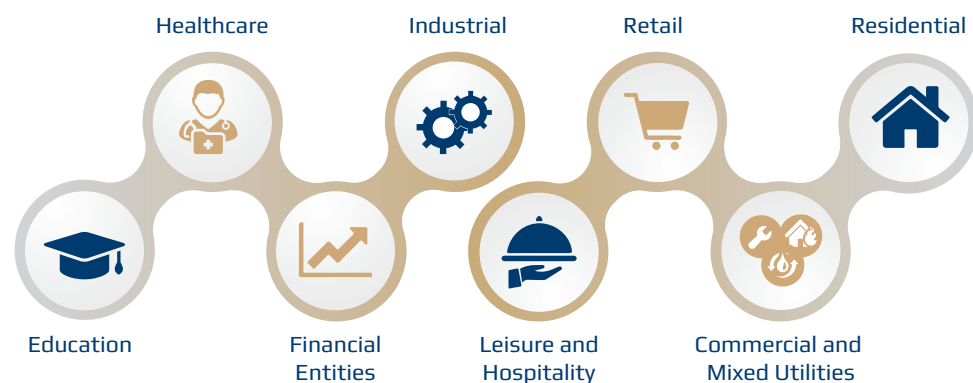 Healthcare
Industrial
Retail
Residential
Education
Financial
Entities
Leisure and
Hospitality
Commercial and
Mixed Utilities